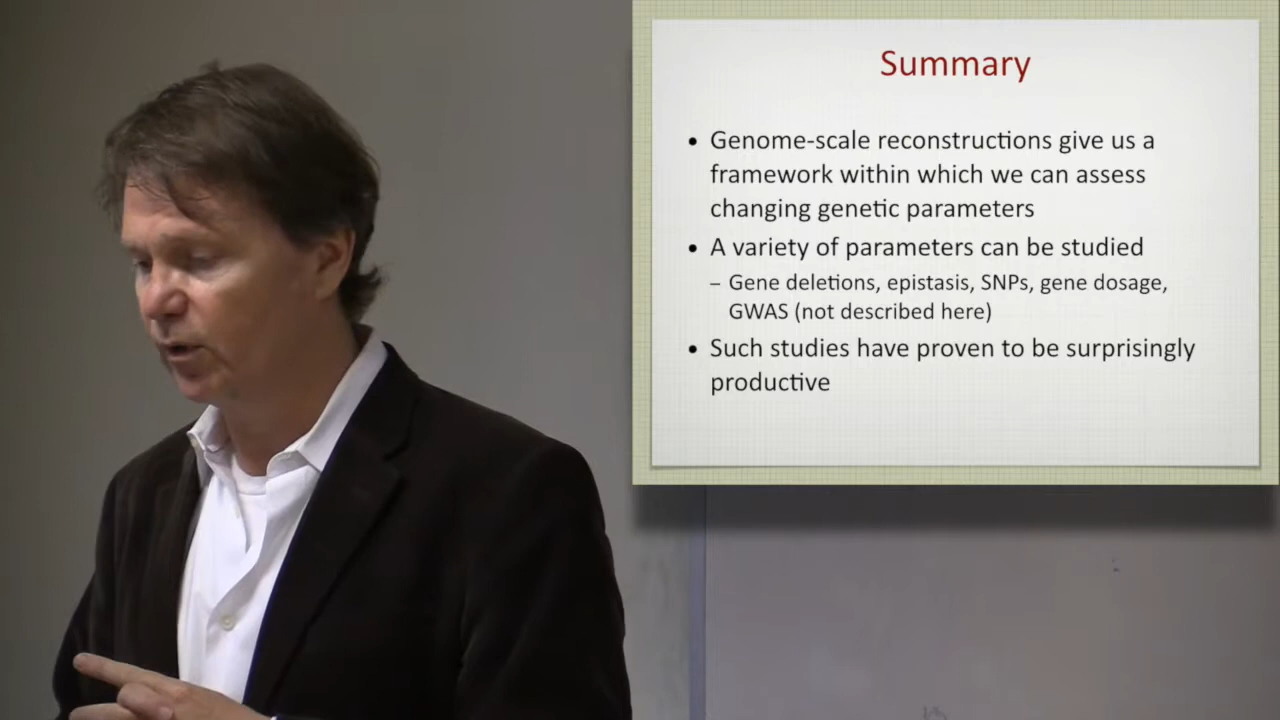 Summary
• Genome-scale reconstructions give us a
framework within which we can assess
changing genetic parameters
• A variety of parameters can be studied
– Gene deletions, epistasis, SNPs, gene dosage,
GWAS (not described here)
• Such studies have proven to be surprisingly
productive